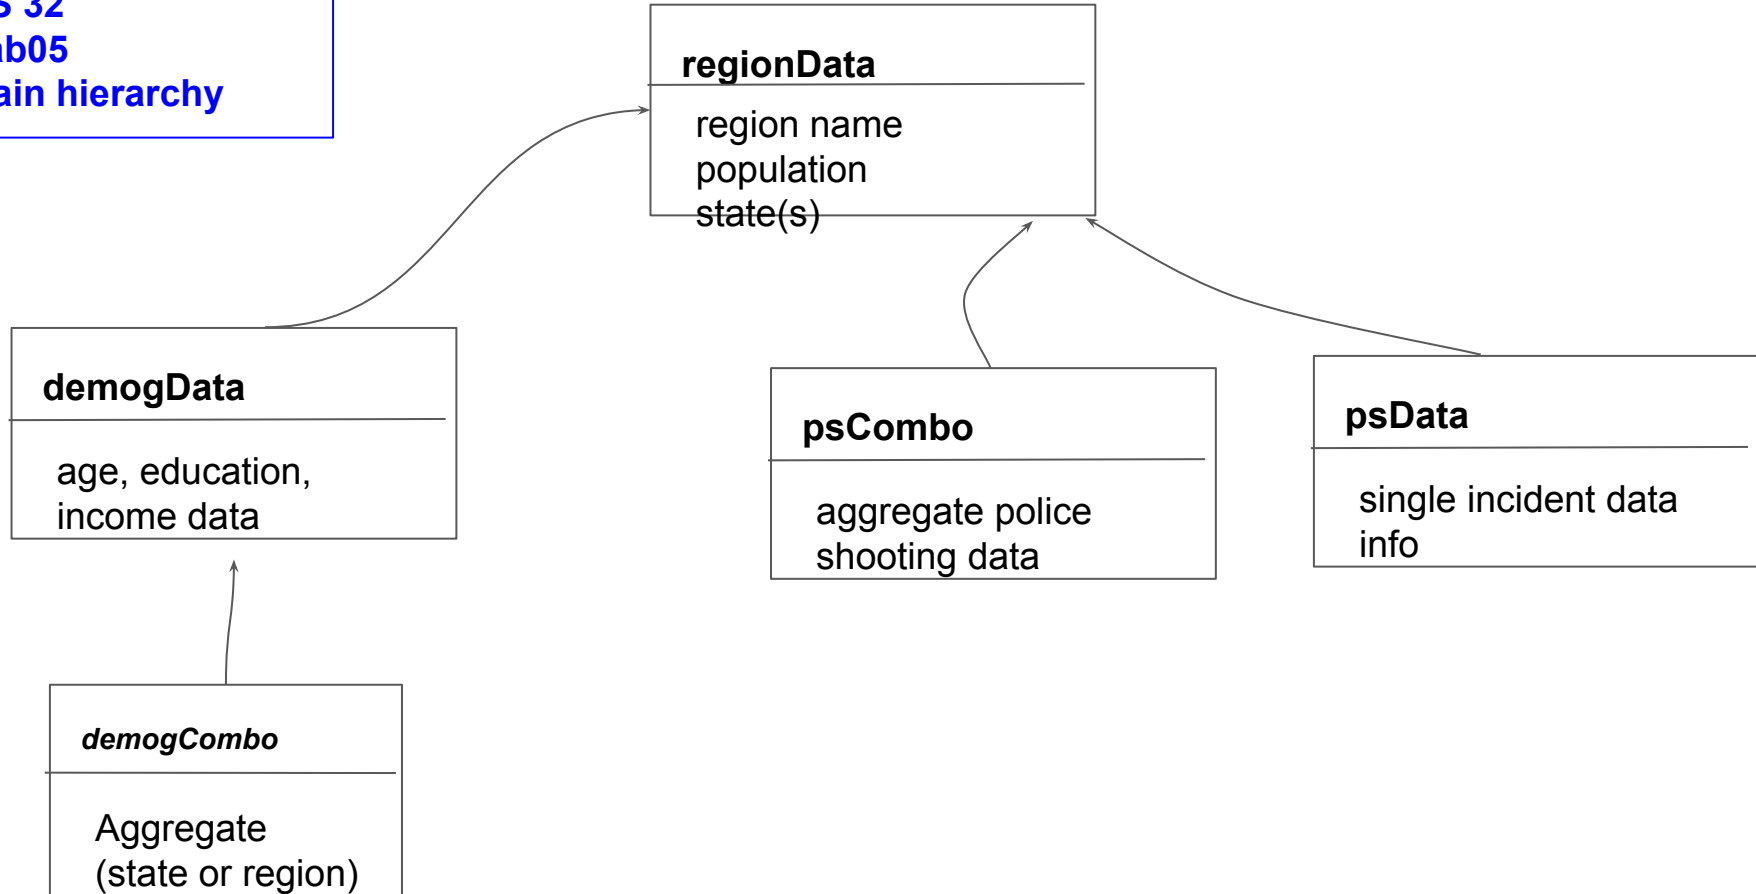 S 32
ab05
ain hierarchy
regionData
region name
population
state(s)
demogData
age, education,
income data
psCombo
aggregate police
shooting data
psData
single incident data
info
demogCombo
Aggregate
(state or region)